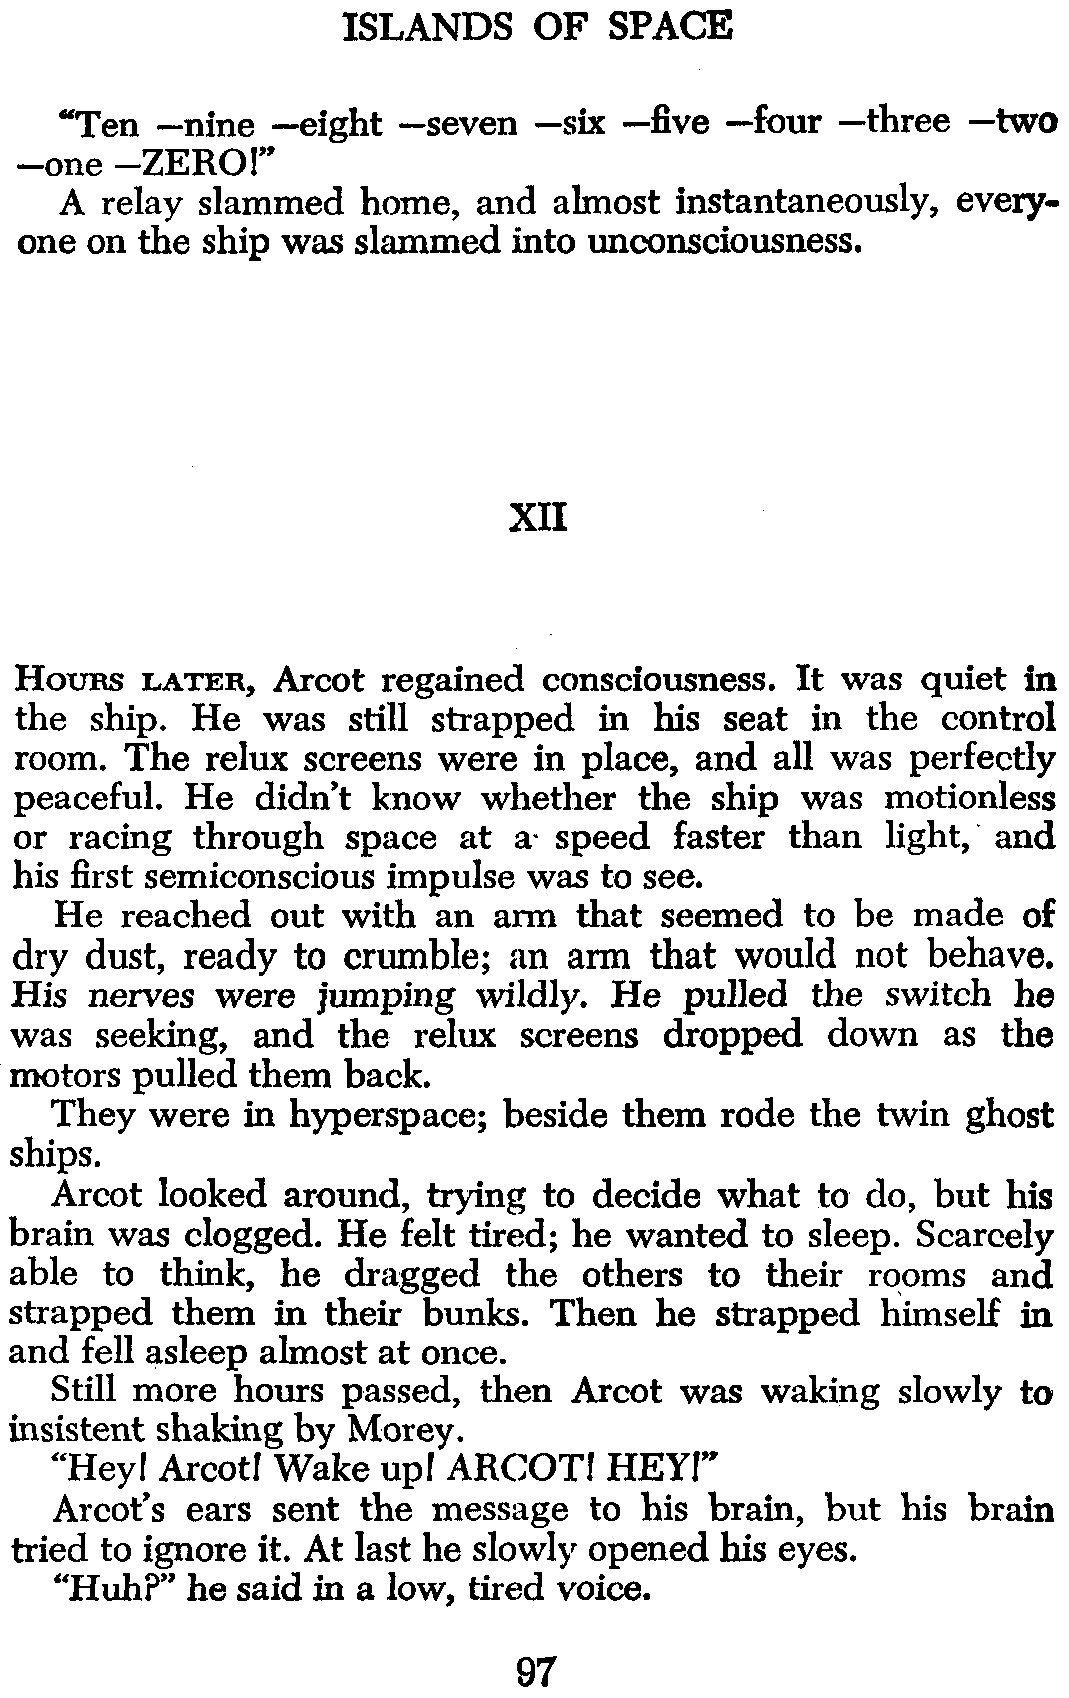 ISLANDS OF SPACE
“Ten —nine —eight —seven —six —five —four —three —two
—one —ZERO!”
A relay slammed home, and almost instantaneously, every-
one on the ship was slammed into unconsciousness.
XII
HOURS LATER, Arcot regained consciousness. It was quiet in
the ship. He was still strapped in his seat in the control
room. The relux screens were in place, and all was perfectly
peaceful. He didn’t know whether the ship was motionless
or racing through space at a speed faster than light, and
his first semiconscious impulse was to see.
He reached out with an arm that seemed to be made of
dry dust, ready to crumble; an arm that would not behave.
His nerves were jumping wildly. He pulled the switch he
was seeking, and the relux screens dropped down as the
motors pulled them back.
They were in hyperspace; beside them rode the twin ghost
ships.
Arcot looked around, trying to decide what to do, but his
brain was clogged. He felt tired; he wanted to sleep. Scarcely
able to think, he dragged the others to their rooms and
strapped them in their bunks. Then he strapped himself in
and fell asleep almost at once.
Still more hours passed, then Arcot was waking slowly to
insistent shaking by Morey.
“Hey! Arcot! Wake up! ARCOT! HEY!”
Arcot’s ears sent the message to his brain, but his brain
tried to ignore it. At last he slowly opened his eyes.
“Huh?” he said in a low, tired voice.
97